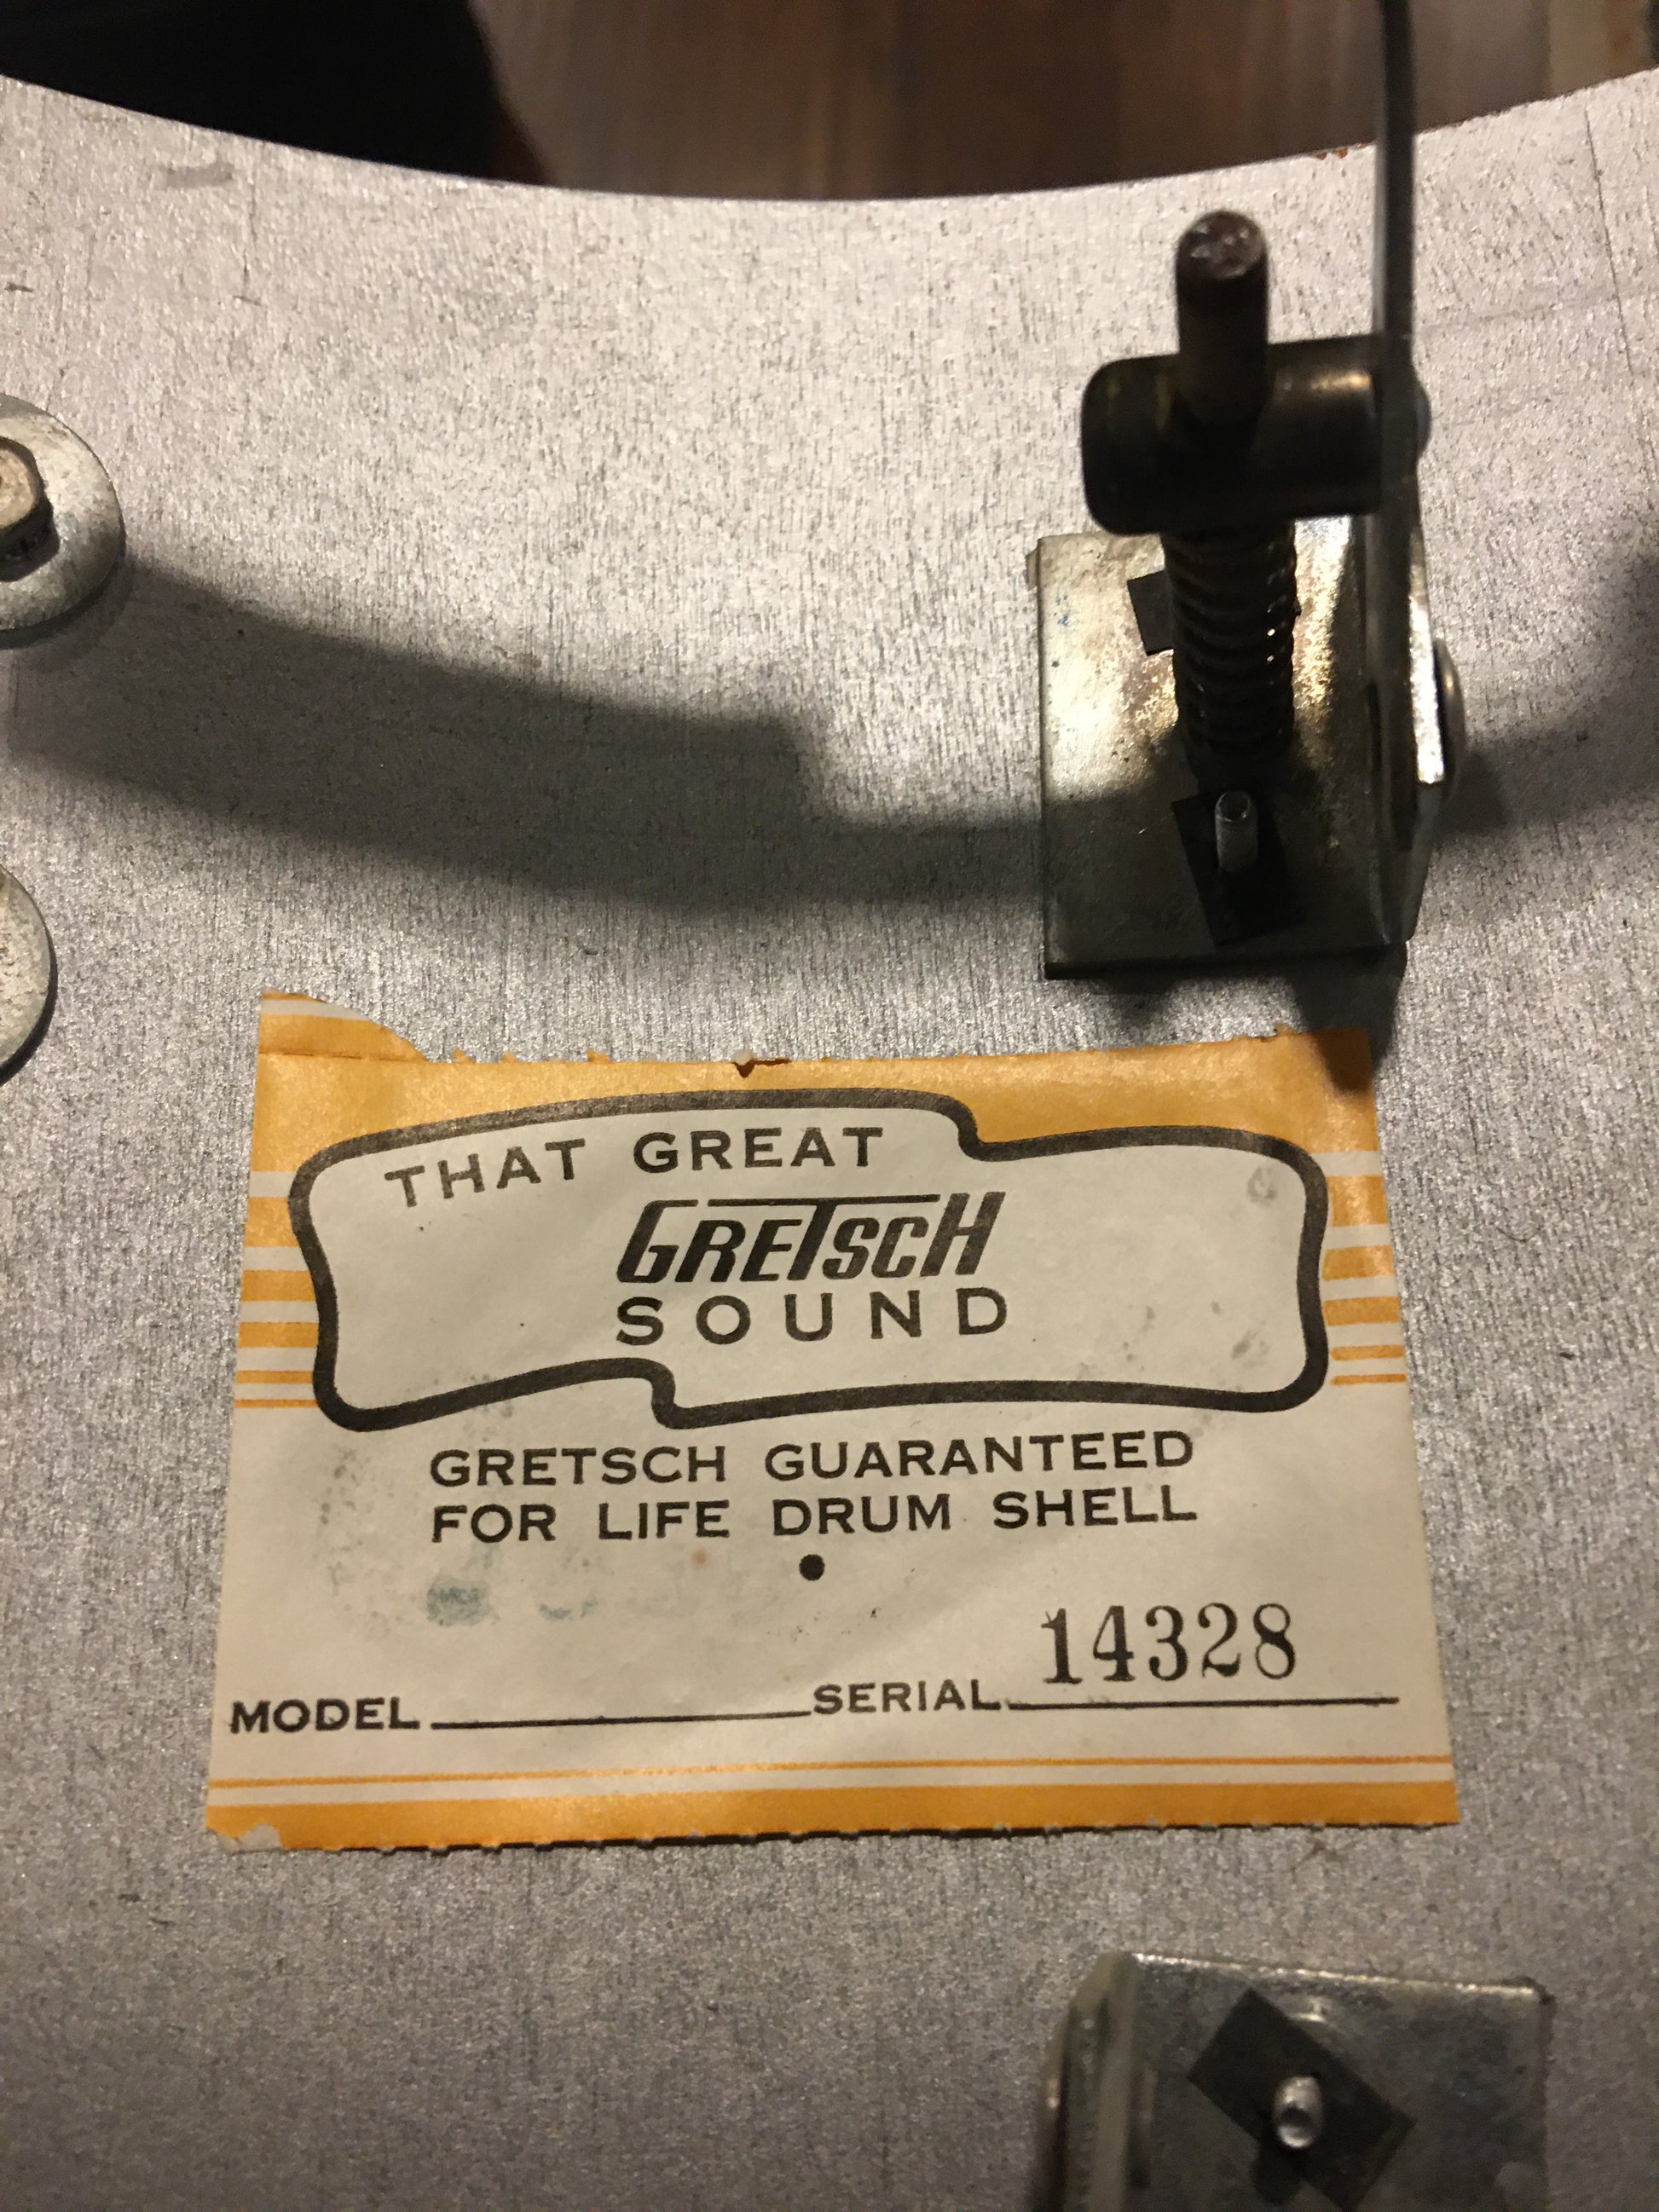 THAT GREAT
GRETSCH
SOUND
GRETSCH GUARANTEED
FOR LIFE DRUM SHELL
MODEL SERIAL 14328